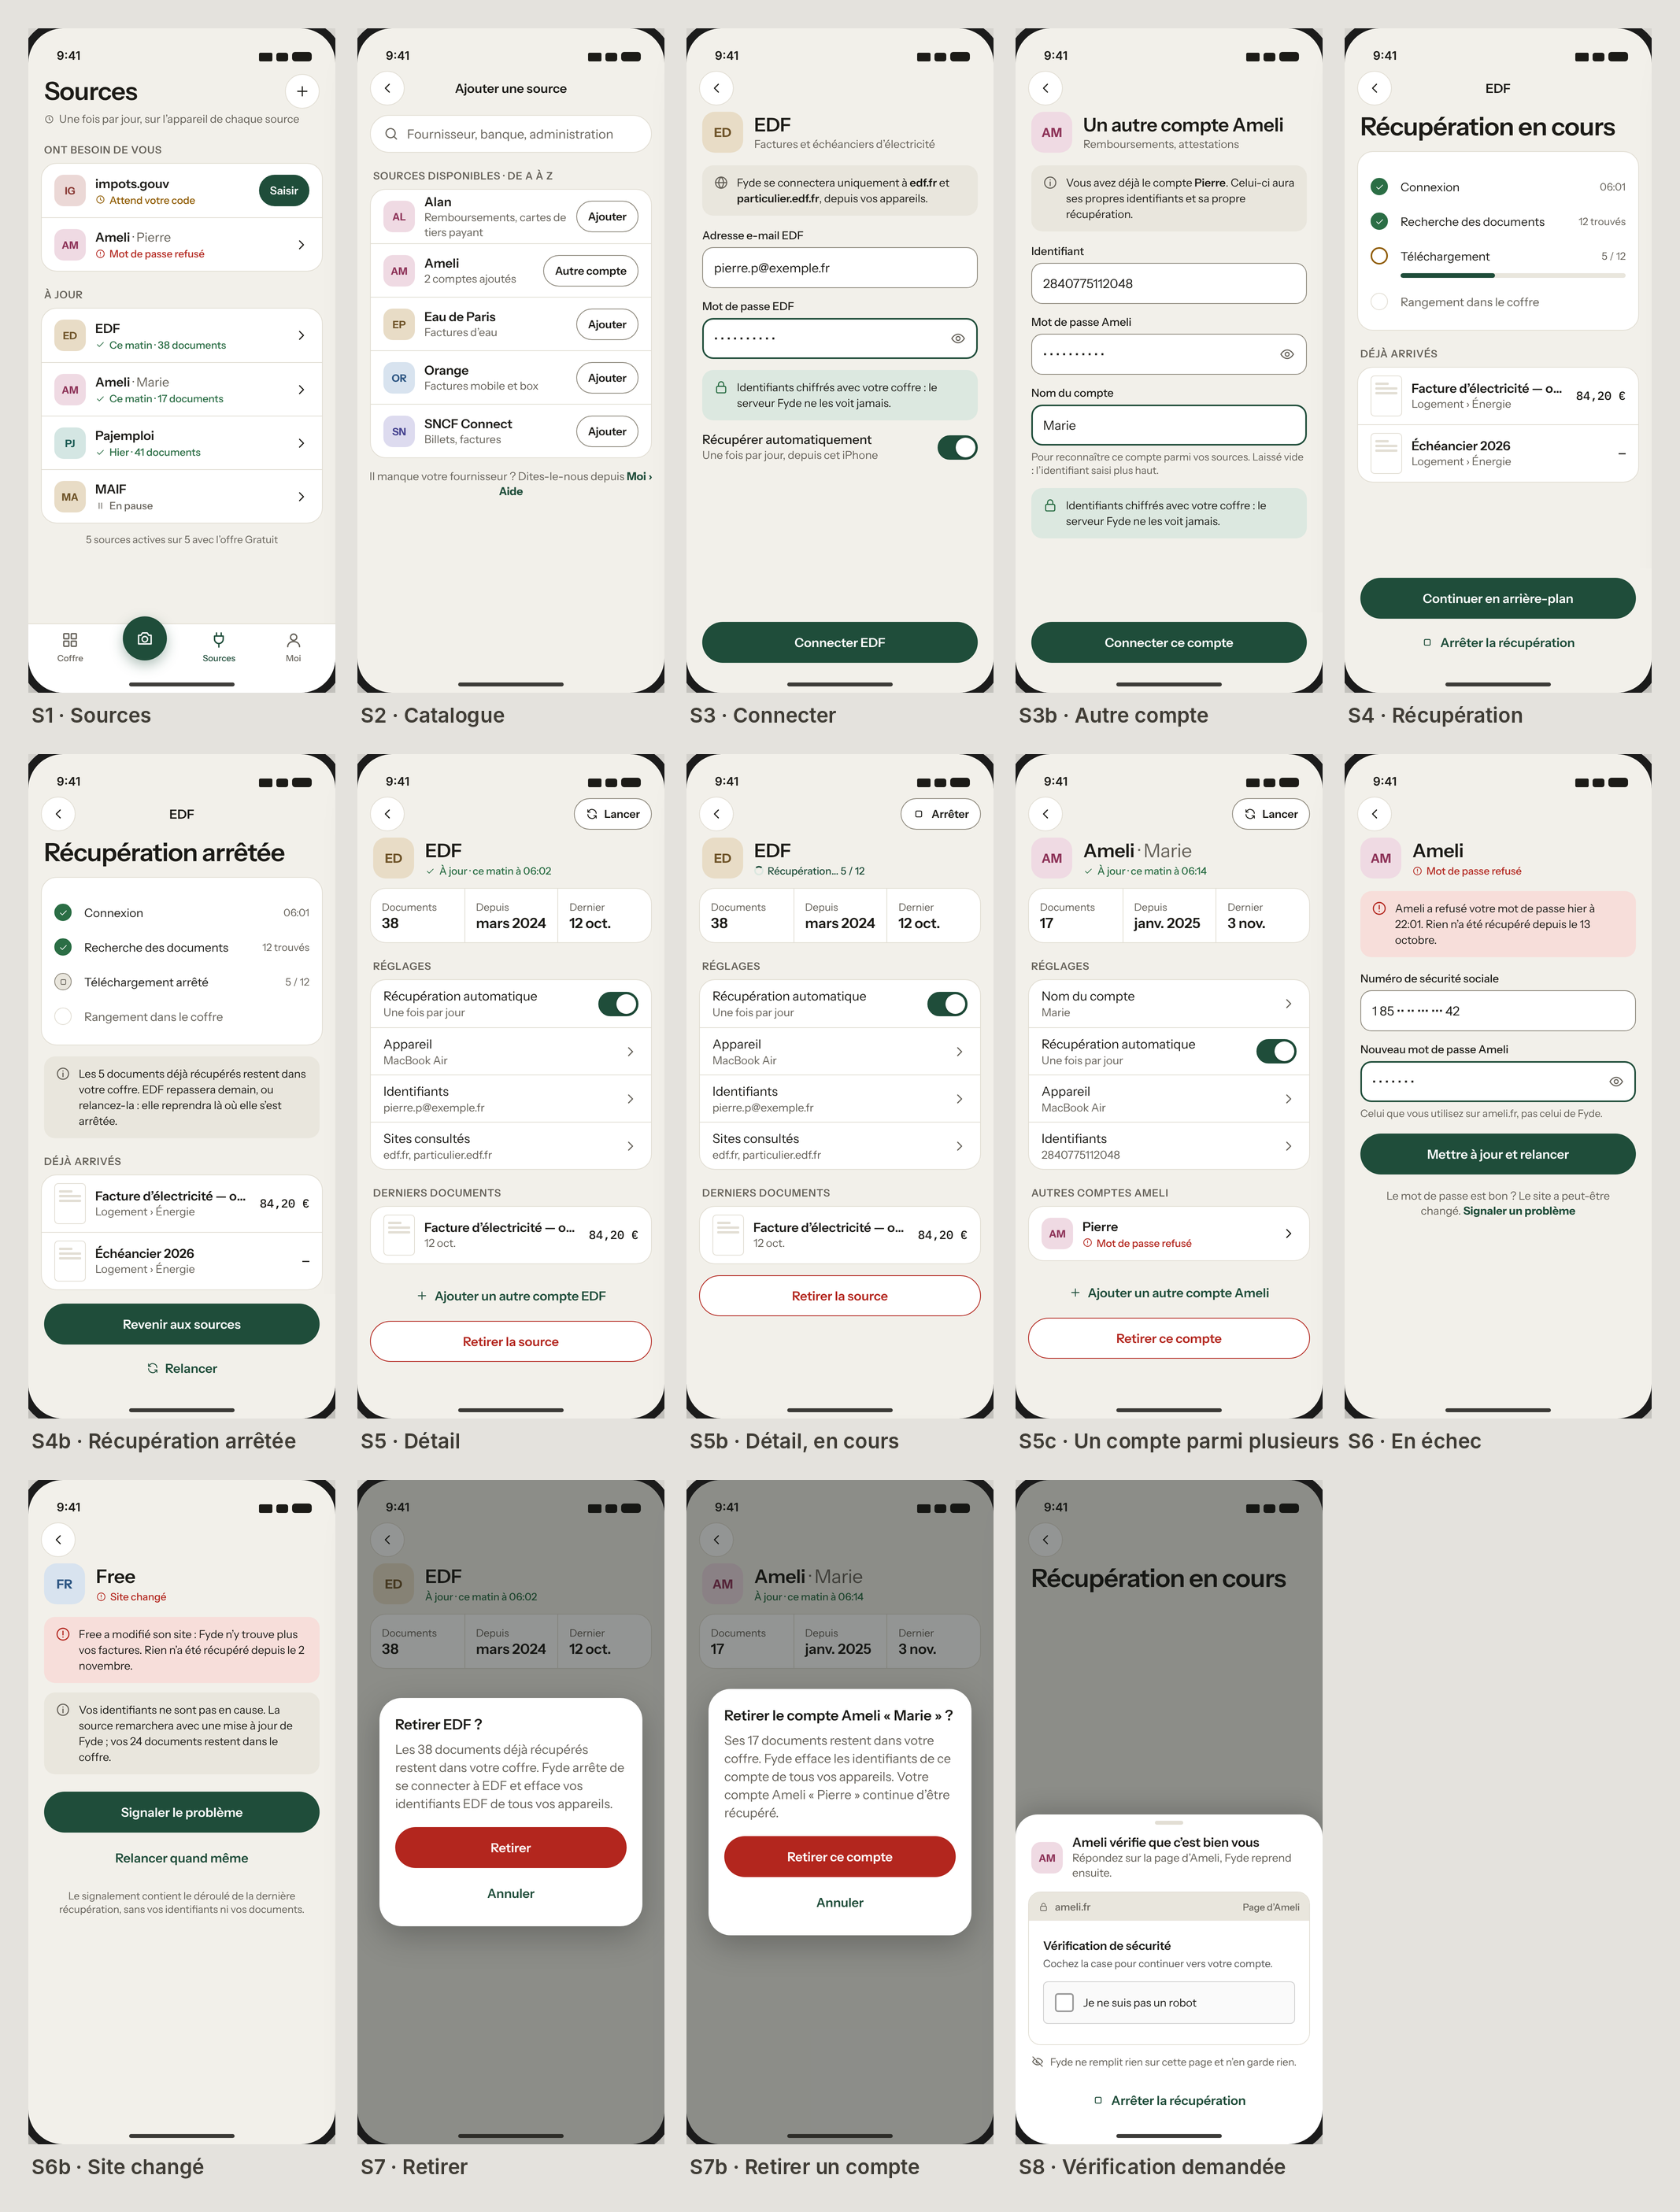 9:41
Sources
Une fois par jour, sur l'appareil de chaque source
ONT BESOIN DE VOUS
IG
impots.gouv
Attend votre code
Saisir
AM
Ameli · Pierre
Mot de passe refusé
À JOUR
ED
EDF
Ce matin · 38 documents
AM
Ameli · Marie
Ce matin · 17 documents
PJ
Pajemploi
Hier · 41 documents
MA
MAIF
En pause
5 sources actives sur 5 avec l'offre Gratuit
Coffre
Sources
Moi
S1 · Sources
9:41
Ajouter une source
Fournisseur, banque, administration
SOURCES DISPONIBLES · DE A À Z
AL
Alan
Remboursements, cartes de
tiers payant
Ajouter
AM
Ameli
2 comptes ajoutés
Autre compte
EP
Eau de Paris
Factures d'eau
Ajouter
OR
Orange
Factures mobile et box
Ajouter
SN
SNCF Connect
Billets, factures
Ajouter
Il manque votre fournisseur ? Dites-le-nous depuis Moi ›
Aide
S2 · Catalogue
9:41
ED
EDF
Factures et échéanciers d'électricité
Fyde se connectera uniquement à edf.fr et
particulier.edf.fr, depuis vos appareils.
Adresse e-mail EDF
pierre.p@exemple.fr
Mot de passe EDF
••••••••••
Identifiants chiffrés avec votre coffre : le
serveur Fyde ne les voit jamais.
Récupérer automatiquement
Une fois par jour, depuis cet iPhone
Connecter EDF
S3 · Connecter
9:41
AM
Un autre compte Ameli
Remboursements, attestations
Vous avez déjà le compte Pierre. Celui-ci aura
ses propres identifiants et sa propre
récupération.
Identifiant
2840775112048
Mot de passe Ameli
••••••••••
Nom du compte
Marie
Pour reconnaître ce compte parmi vos sources. Laissé vide
: l'identifiant saisi plus haut.
Identifiants chiffrés avec votre coffre : le
serveur Fyde ne les voit jamais.
Connecter ce compte
S3b · Autre compte
9:41
EDF
Récupération en cours
Connexion
06:01
Recherche des documents
12 trouvés
Téléchargement
5 / 12
Rangement dans le coffre
DÉJÀ ARRIVÉS
Facture d'électricité — o...
Logement › Énergie
84,20 €
Échéancier 2026
Logement › Énergie
–
Continuer en arrière-plan
Arrêter la récupération
S4 · Récupération
9:41
EDF
Récupération arrêtée
Connexion
06:01
Recherche des documents
12 trouvés
Téléchargement arrêté
5 / 12
Rangement dans le coffre
Les 5 documents déjà récupérés restent dans
votre coffre. EDF repassera demain, ou
relancez-la : elle reprendra là où elle s'est
arrêtée.
DÉJÀ ARRIVÉS
Facture d'électricité — o...
Logement › Énergie
84,20 €
Échéancier 2026
Logement › Énergie
–
Revenir aux sources
Relancer
S4b · Récupération arrêtée
9:41
Lancer
ED
EDF
À jour · ce matin à 06:02
Documents
38
Depuis
mars 2024
Dernier
12 oct.
RÉGLAGES
Récupération automatique
Une fois par jour
Appareil
MacBook Air
Identifiants
pierre.p@exemple.fr
Sites consultés
edf.fr, particulier.edf.fr
DERNIERS DOCUMENTS
Facture d'électricité — o...
12 oct.
84,20 €
Ajouter un autre compte EDF
Retirer la source
S5 · Détail
9:41
Arrêter
ED
EDF
Récupération... 5 / 12
Documents
38
Depuis
mars 2024
Dernier
12 oct.
RÉGLAGES
Récupération automatique
Une fois par jour
Appareil
MacBook Air
Identifiants
pierre.p@exemple.fr
Sites consultés
edf.fr, particulier.edf.fr
DERNIERS DOCUMENTS
Facture d'électricité — o...
12 oct.
84,20 €
Retirer la source
S5b · Détail, en cours
9:41
Lancer
AM
Ameli · Marie
À jour · ce matin à 06:14
Documents
17
Depuis
janv. 2025
Dernier
3 nov.
RÉGLAGES
Nom du compte
Marie
Récupération automatique
Une fois par jour
Appareil
MacBook Air
Identifiants
2840775112048
AUTRES COMPTES AMELI
AM
Pierre
Mot de passe refusé
Ajouter un autre compte Ameli
Retirer ce compte
S5c · Un compte parmi plusieurs
9:41
AM
Ameli
Mot de passe refusé
Ameli a refusé votre mot de passe hier à
22:01. Rien n'a été récupéré depuis le 13
octobre.
Numéro de sécurité sociale
1 85 •• •• ••• ••• 42
Nouveau mot de passe Ameli
•••••••
Celui que vous utilisez sur ameli.fr, pas celui de Fyde.
Mettre à jour et relancer
Le mot de passe est bon ? Le site a peut-être
changé. Signaler un problème
S6 · En échec
9:41
FR
Free
Site changé
Free a modifié son site : Fyde n'y trouve plus
vos factures. Rien n'a été récupéré depuis le 2
novembre.
Vos identifiants ne sont pas en cause. La
source remarchera avec une mise à jour de
Fyde ; vos 24 documents restent dans le
coffre.
Signaler le problème
Relancer quand même
Le signalement contient le déroulé de la dernière
récupération, sans vos identifiants ni vos documents.
S6b · Site changé
9:41
ED
EDF
À jour · ce matin à 06:02
Documents
38
Depuis
mars 2024
Dernier
12 oct.
Retirer EDF ?
Les 38 documents déjà récupérés
restent dans votre coffre. Fyde arrête de
se connecter à EDF et efface vos
identifiants EDF de tous vos appareils.
Retirer
Annuler
S7 · Retirer
9:41
AM
Ameli · Marie
À jour · ce matin à 06:14
Documents
17
Depuis
janv. 2025
Dernier
3 nov.
Retirer le compte Ameli « Marie » ?
Ses 17 documents restent dans votre
coffre. Fyde efface les identifiants de ce
compte de tous vos appareils. Votre
compte Ameli « Pierre » continue d'être
récupéré.
Retirer ce compte
Annuler
S7b · Retirer un compte
9:41
Récupération en cours
AM
Ameli vérifie que c'est bien vous
Répondez sur la page d'Ameli, Fyde reprend
ensuite.
ameli.fr
Page d'Ameli
Vérification de sécurité
Cochez la case pour continuer vers votre compte.
Je ne suis pas un robot
Fyde ne remplit rien sur cette page et n'en garde rien.
Arrêter la récupération
S8 · Vérification demandée